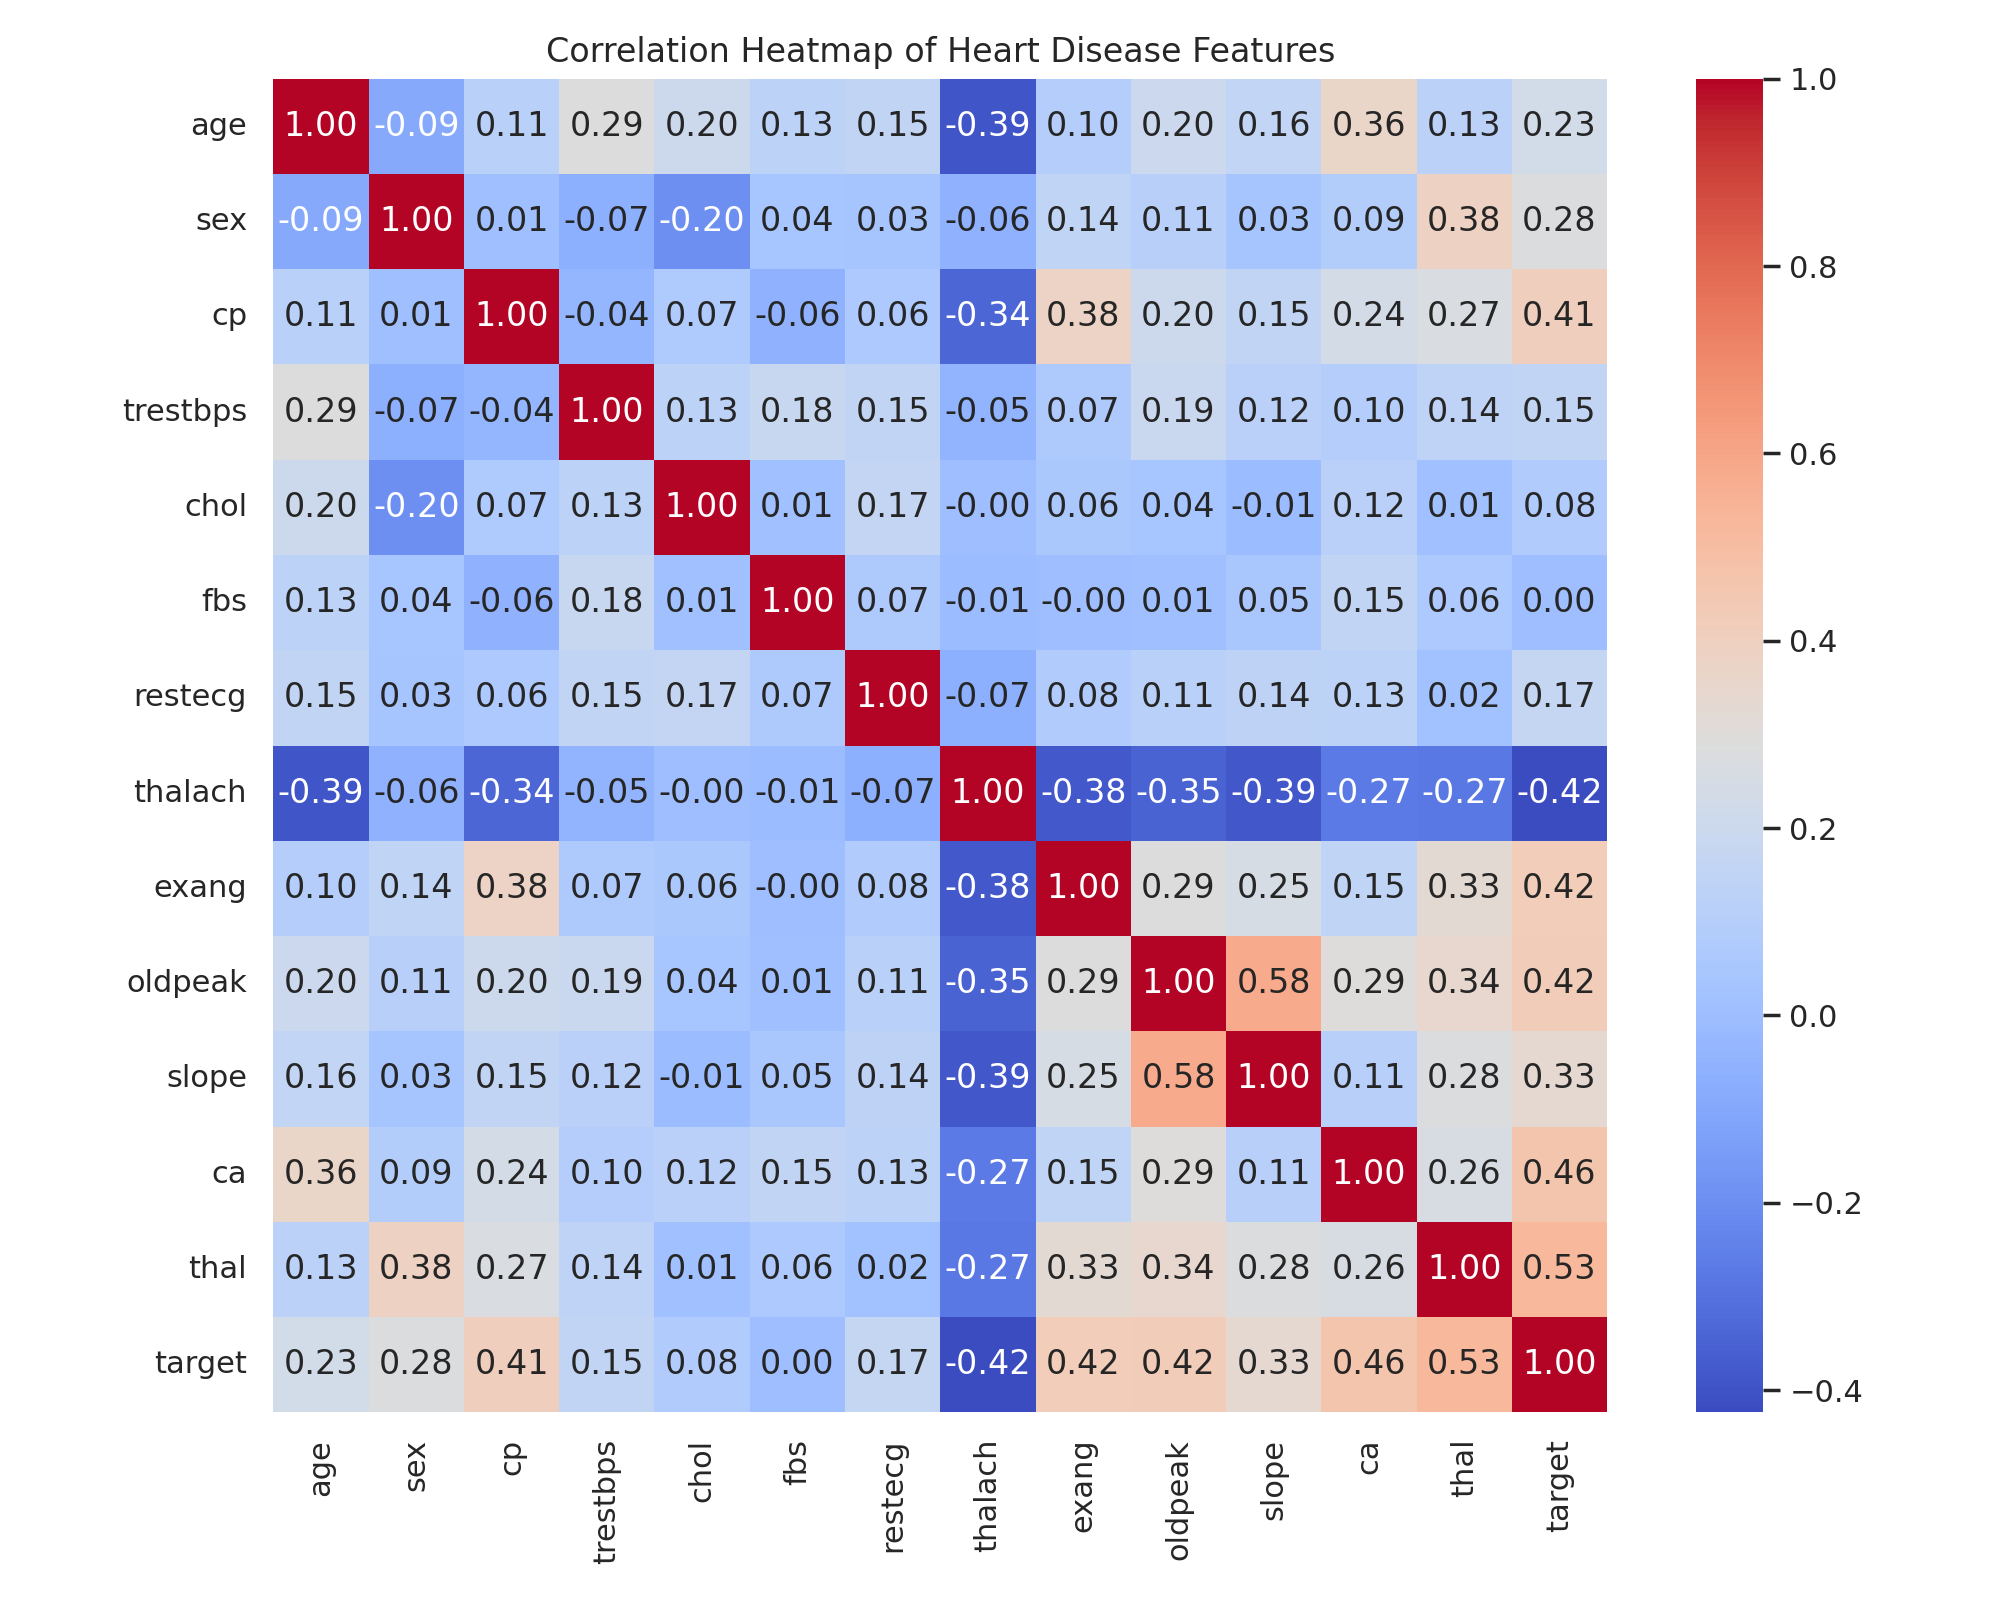 Correlation Heatmap of Heart Disease Features
age 1.00 -0.09 0.11 0.29 0.20 0.13 0.15 -0.39 0.10 0.20 0.16 0.36 0.13 0.23
sex -0.09 1.00 0.01 -0.07 -0.20 0.04 0.03 -0.06 0.14 0.11 0.03 0.09 0.38 0.28
cp 0.11 0.01 1.00 -0.04 0.07 -0.06 0.06 -0.34 0.38 0.20 0.15 0.24 0.27 0.41
trestbps 0.29 -0.07 -0.04 1.00 0.13 0.18 0.15 -0.05 0.07 0.19 0.12 0.10 0.14 0.15
chol 0.20 -0.20 0.07 0.13 1.00 0.01 0.17 -0.00 0.06 0.04 -0.01 0.12 0.01 0.08
fbs 0.13 0.04 -0.06 0.18 0.01 1.00 0.07 -0.01 -0.00 0.01 0.05 0.15 0.06 0.00
restecg 0.15 0.03 0.06 0.15 0.17 0.07 1.00 -0.07 0.08 0.11 0.14 0.13 0.02 0.17
thalach -0.39 -0.06 -0.34 -0.05 -0.00 -0.01 -0.07 1.00 -0.38 -0.35 -0.39 -0.27 -0.27 -0.42
exang 0.10 0.14 0.38 0.07 0.06 -0.00 0.08 -0.38 1.00 0.29 0.25 0.15 0.33 0.42
oldpeak 0.20 0.11 0.20 0.19 0.04 0.01 0.11 -0.35 0.29 1.00 0.58 0.29 0.34 0.42
slope 0.16 0.03 0.15 0.12 -0.01 0.05 0.14 -0.39 0.25 0.58 1.00 0.11 0.28 0.33
ca 0.36 0.09 0.24 0.10 0.12 0.15 0.13 -0.27 0.15 0.29 0.11 1.00 0.26 0.46
thal 0.13 0.38 0.27 0.14 0.01 0.06 0.02 -0.27 0.33 0.34 0.28 0.26 1.00 0.53
target 0.23 0.28 0.41 0.15 0.08 0.00 0.17 -0.42 0.42 0.42 0.33 0.46 0.53 1.00
age sex cp trestbps chol fbs restecg thalach exang oldpeak slope ca thal target
1.0
0.8
0.6
0.4
0.2
0.0
−0.2
−0.4